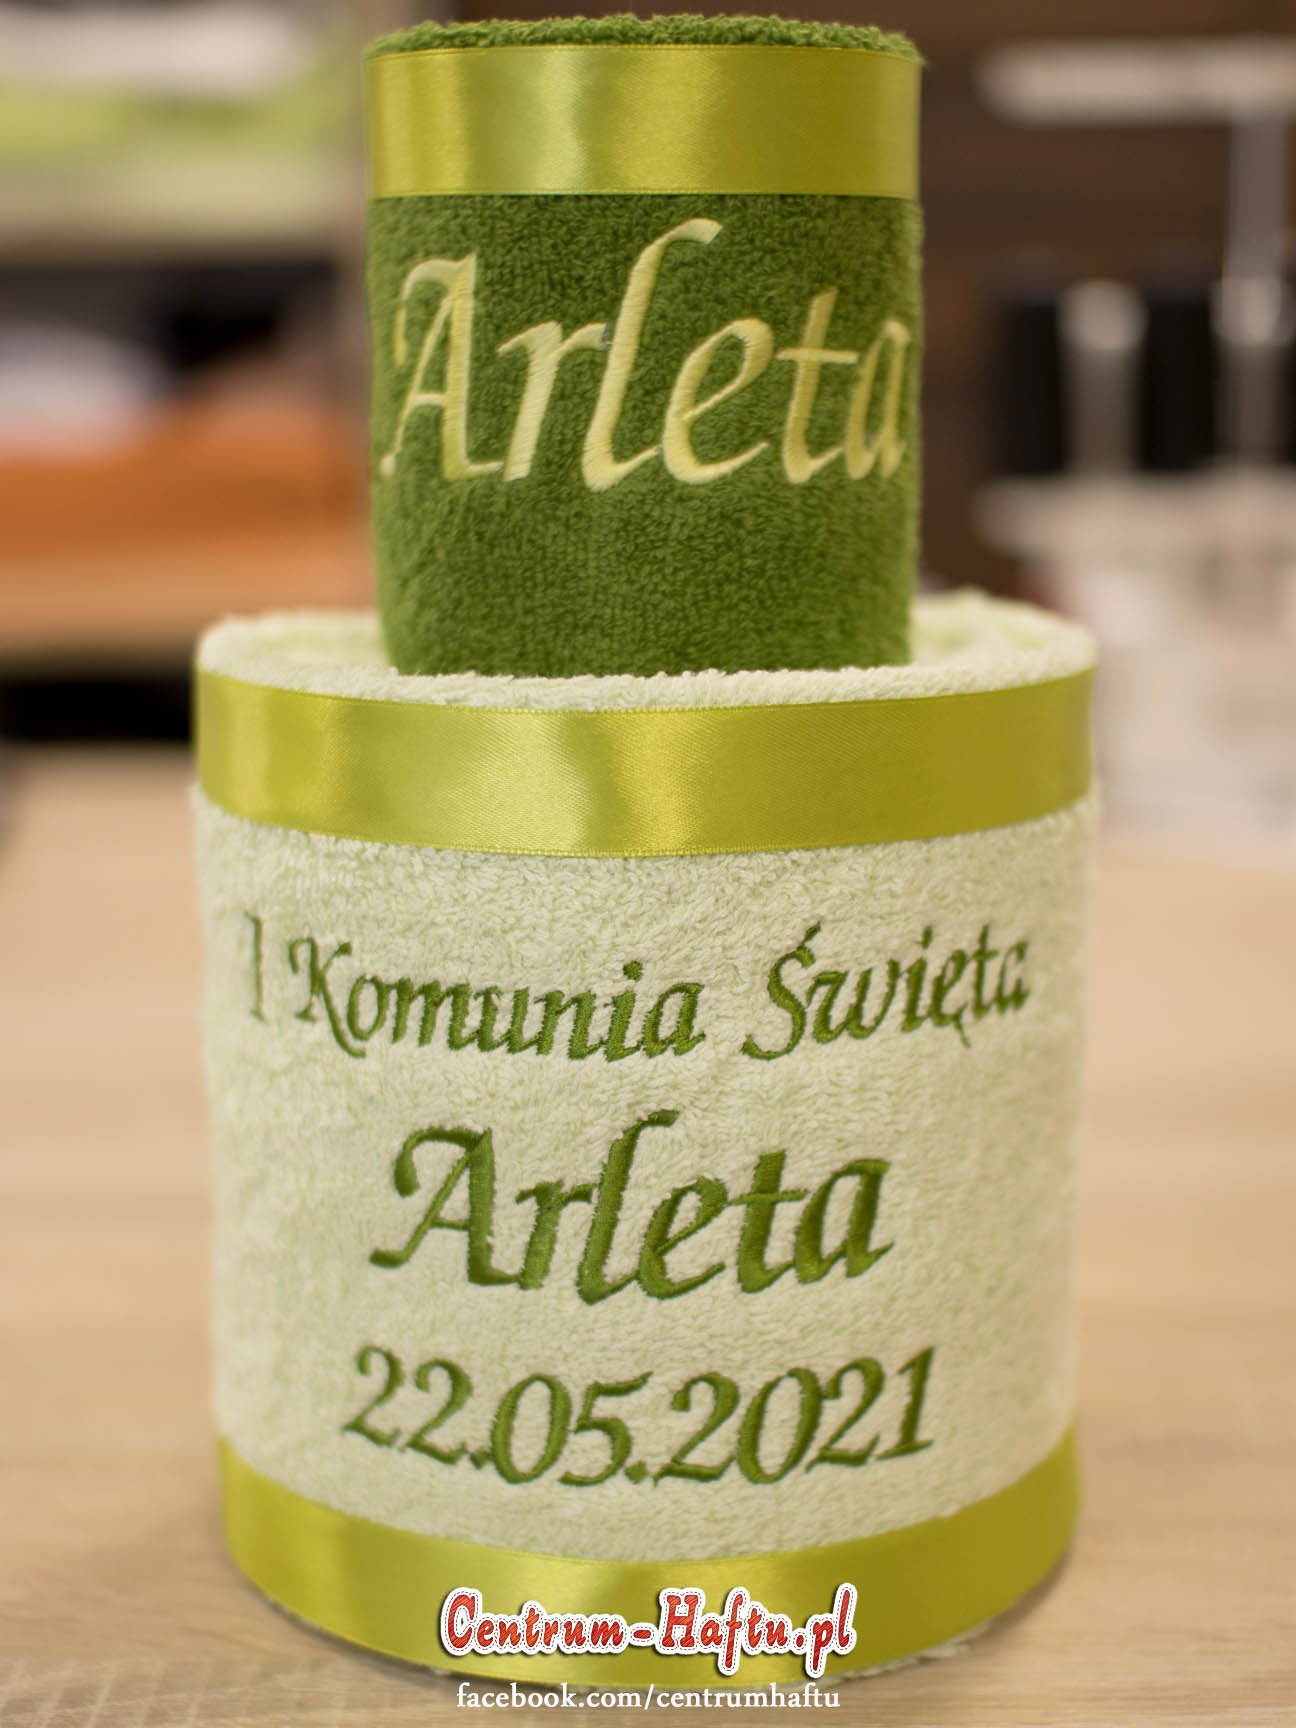 Arleta
I Komunia Święta
Arleta
22.05.2021
Centrum-Haftu.pl
facebook.com/centrumhaftu